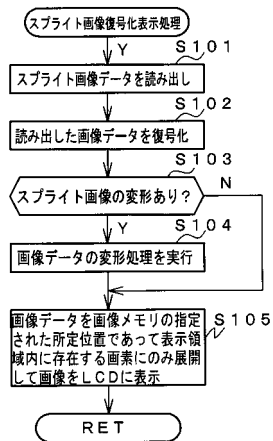 スプライト画像復号化表示処理
Y
S101
スプライト画像データを読み出し
S102
読み出した画像データを復号化
S103
スプライト画像の変形あり？
N
Y
S104
画像データの変形処理を実行
画像データを画像メモリの指定
された所定位置であって表示領
域内に存在する画素にのみ展開
して画像をLCDに表示
S105
RET